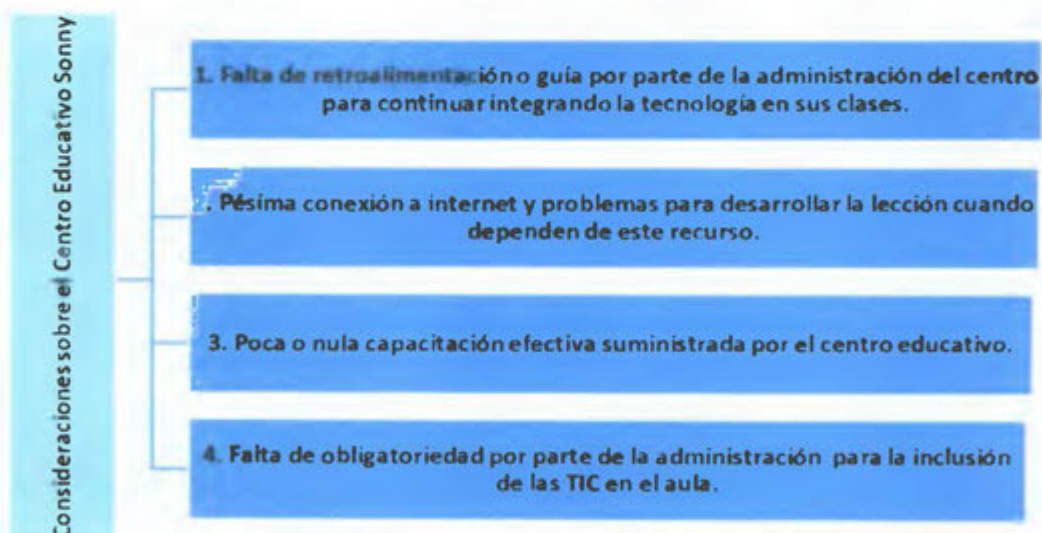 Consideraciones sobre el Centro Educativo Sonny
1. Falta de retroalimentación o guía por parte de la administración del centro
para continuar integrando la tecnología en sus clases.
. Pésima conexión a internet y problemas para desarrollar la lección cuando
dependen de este recurso.
3. Poca o nula capacitación efectiva suministrada por el centro educativo.
4. Falta de obligatoriedad por parte de la administración para la inclusión
de las TIC en el aula.